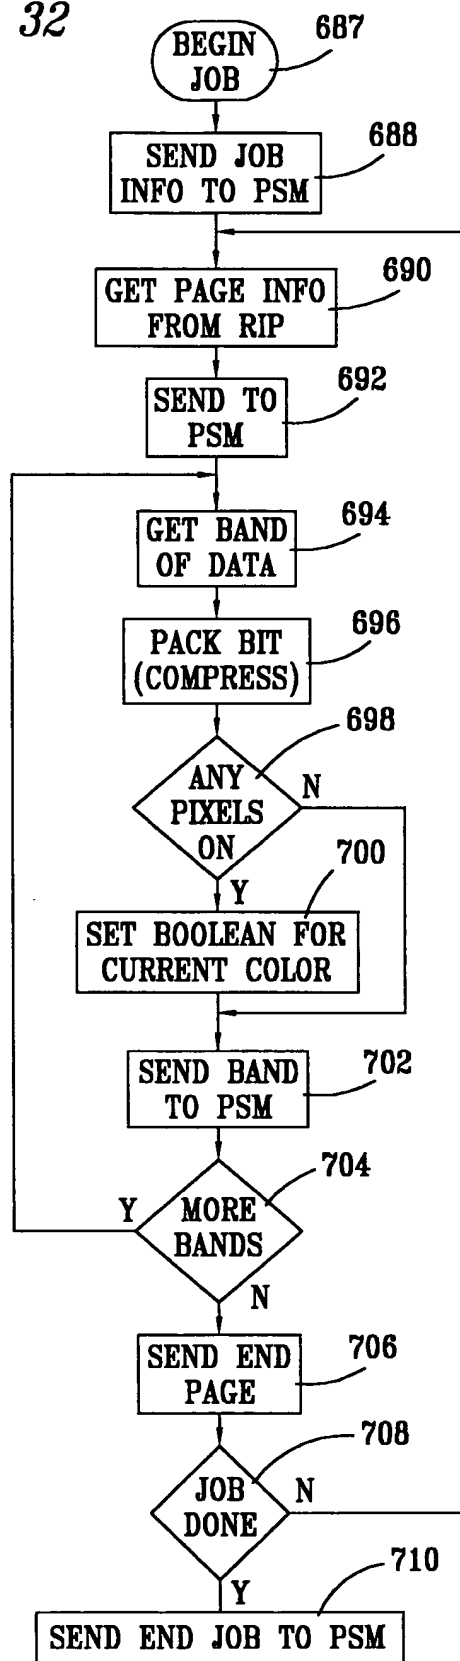 32
BEGIN
JOB
687
SEND JOB
INFO TO PSM
688
GET PAGE INFO
FROM RIP
690
SEND TO
PSM
692
GET BAND
OF DATA
694
PACK BIT
(COMPRESS)
696
ANY
PIXELS
ON
698
N
Y
700
SET BOOLEAN FOR
CURRENT COLOR
SEND BAND
TO PSM
702
MORE
BANDS
704
Y
N
SEND END
PAGE
706
JOB
DONE
708
N
Y
710
SEND END JOB TO PSM